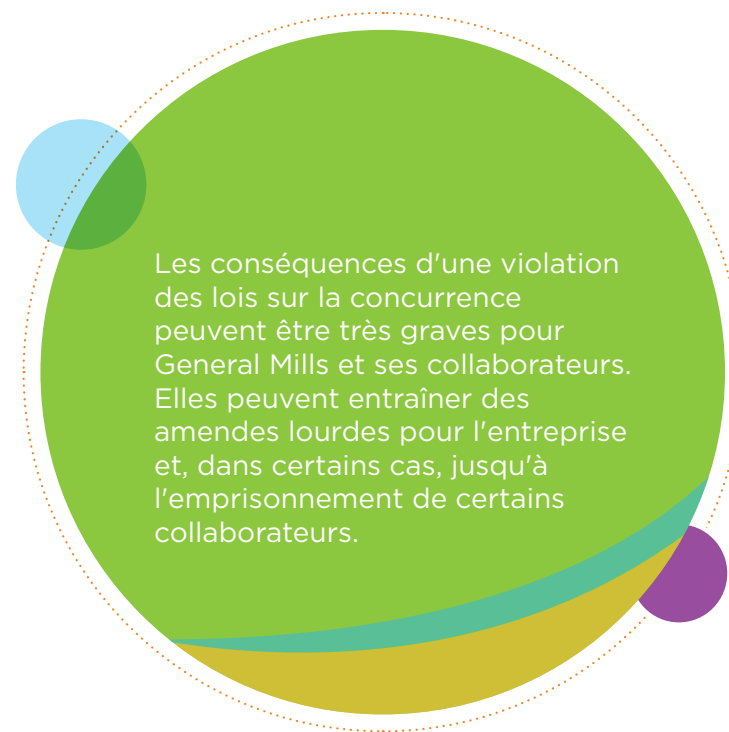 Les conséquences d'une violation
des lois sur la concurrence
peuvent être très graves pour
General Mills et ses collaborateurs.
Elles peuvent entraîner des
amendes lourdes pour l'entreprise
et, dans certains cas, jusqu'à
l'emprisonnement de certains
collaborateurs.